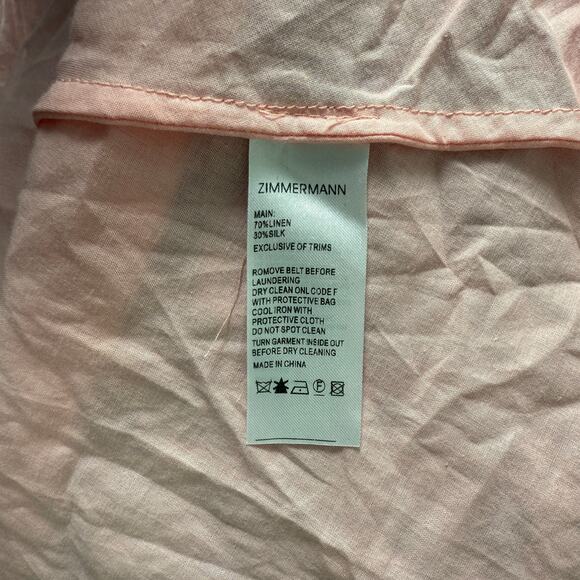 ZIMMERMANN
MAIN:
70%LINEN
30%SILK
EXCLUSIVE OF TRIMS
ROMOVE BELT BEFORE
LAUNDERING
DRY CLEAN ONL CODE F
WITH PROTECTIVE BAG
COOL IRON WITH
PROTECTIVE CLOTH
DO NOT SPOT CLEAN
TURN GARMENT INSIDE OUT
BEFORE DRY CLEANING
MADE IN CHINA
F